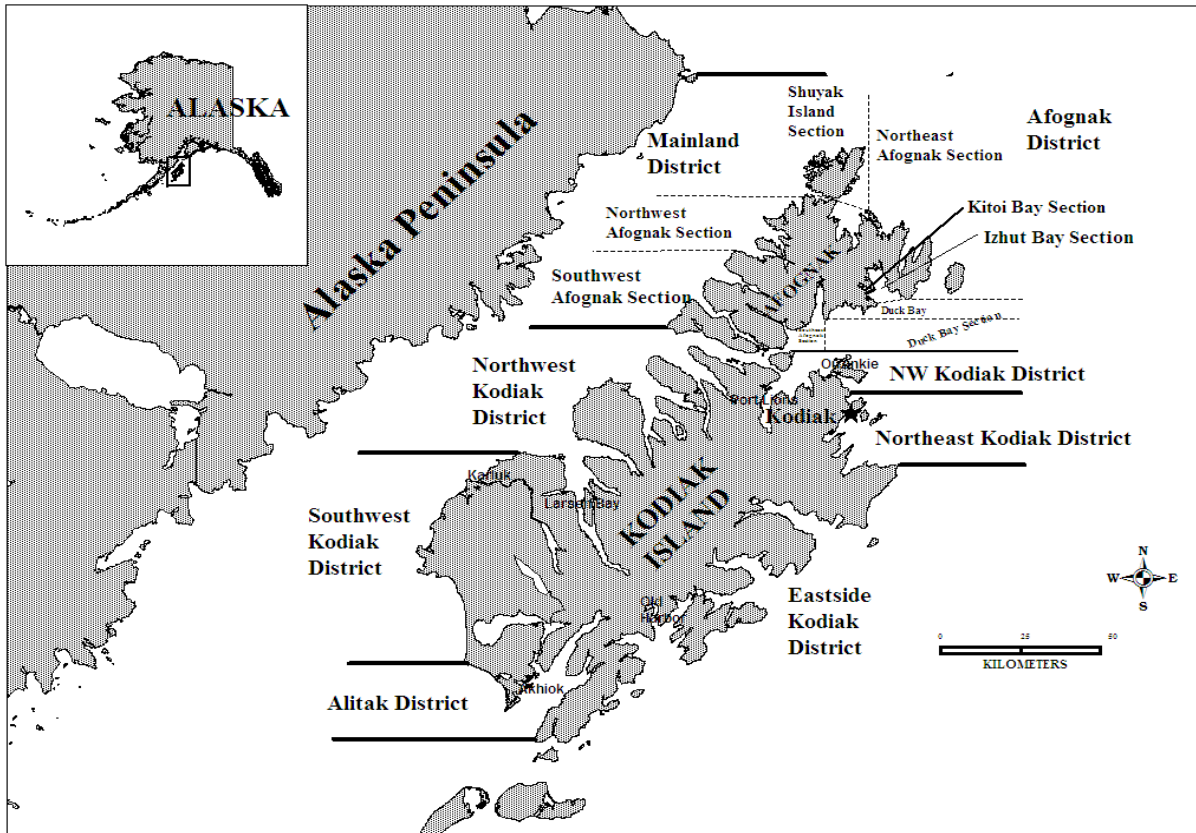 ALASKA
Alaska Peninsula
Mainland
District
Shuyak
Island
Section
Northeast
Afognak Section
Afognak
District
Kitoi Bay Section
Izhut Bay Section
Northwest
Afognak Section
Southwest
Afognak Section
AFOGNAK
Duck Bay
Duck Bay Section
Southeast
Afognak
Section
Northwest
Kodiak
District
Ouzinkie
NW Kodiak District
Port Lions
Kodiak
Northeast Kodiak District
Karluk
Larsen Bay
KODIAK
ISLAND
Southwest
Kodiak
District
Old
Harbor
Eastside
Kodiak
District
N
W
E
S
0
25
50
KILOMETERS
Akhiok
Alitak District